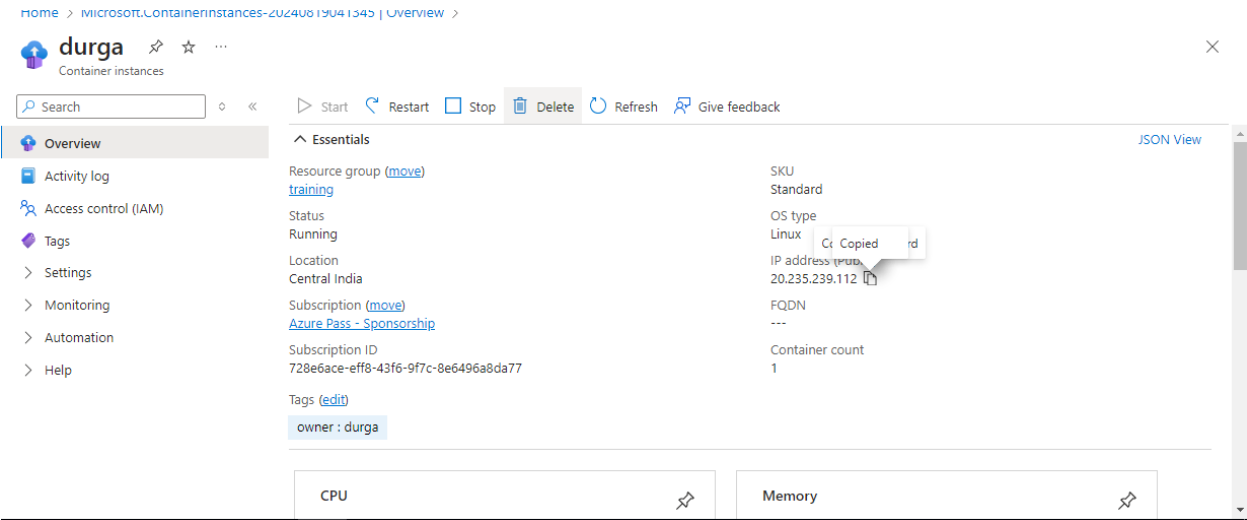 Home > Microsoft.ContainerInstances-20240819041345 | Overview >
durga
Container instances
Search
Start Restart Stop Delete Refresh Give feedback
Overview
Activity log
Access control (IAM)
Tags
Settings
Monitoring
Automation
Help
Essentials
JSON View
Resource group (move)
training
Status
Running
Location
Central India
Subscription (move)
Azure Pass - Sponsorship
Subscription ID
728e6ace-eff8-43f6-9f7c-8e6496a8da77
SKU
Standard
OS type
Linux
Copied
IP address
20.235.239.112
FQDN
---
Container count
1
Tags (edit)
owner : durga
CPU
Memory